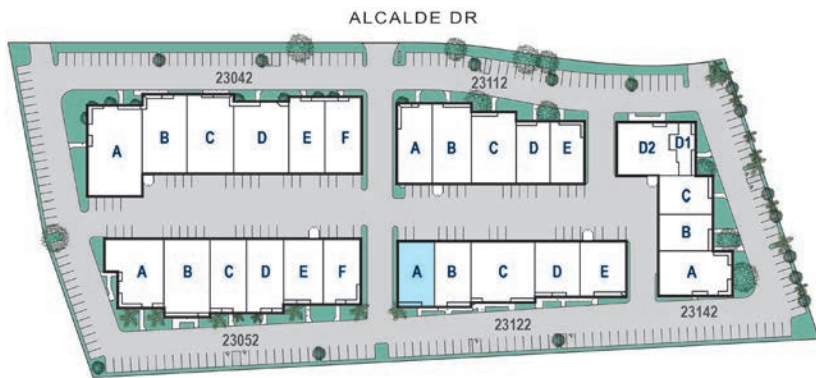 ALCALDE DR
23042
23112
A B C D E F
A B C D E
D2 D1
C
B
A
A B C D E F
A B C D E
23052
23122
23142